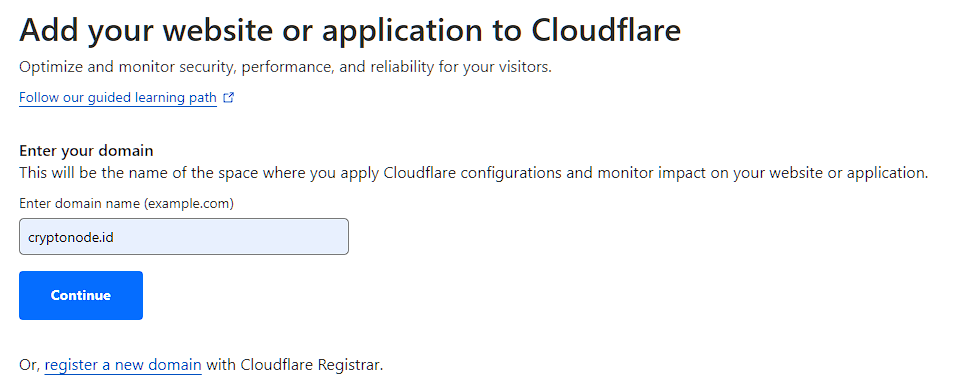 Add your website or application to Cloudflare
Optimize and monitor security, performance, and reliability for your visitors.
Follow our guided learning path
Enter your domain
This will be the name of the space where you apply Cloudflare configurations and monitor impact on your website or application.
Enter domain name (example.com)
cryptonode.id
Continue
Or, register a new domain with Cloudflare Registrar.